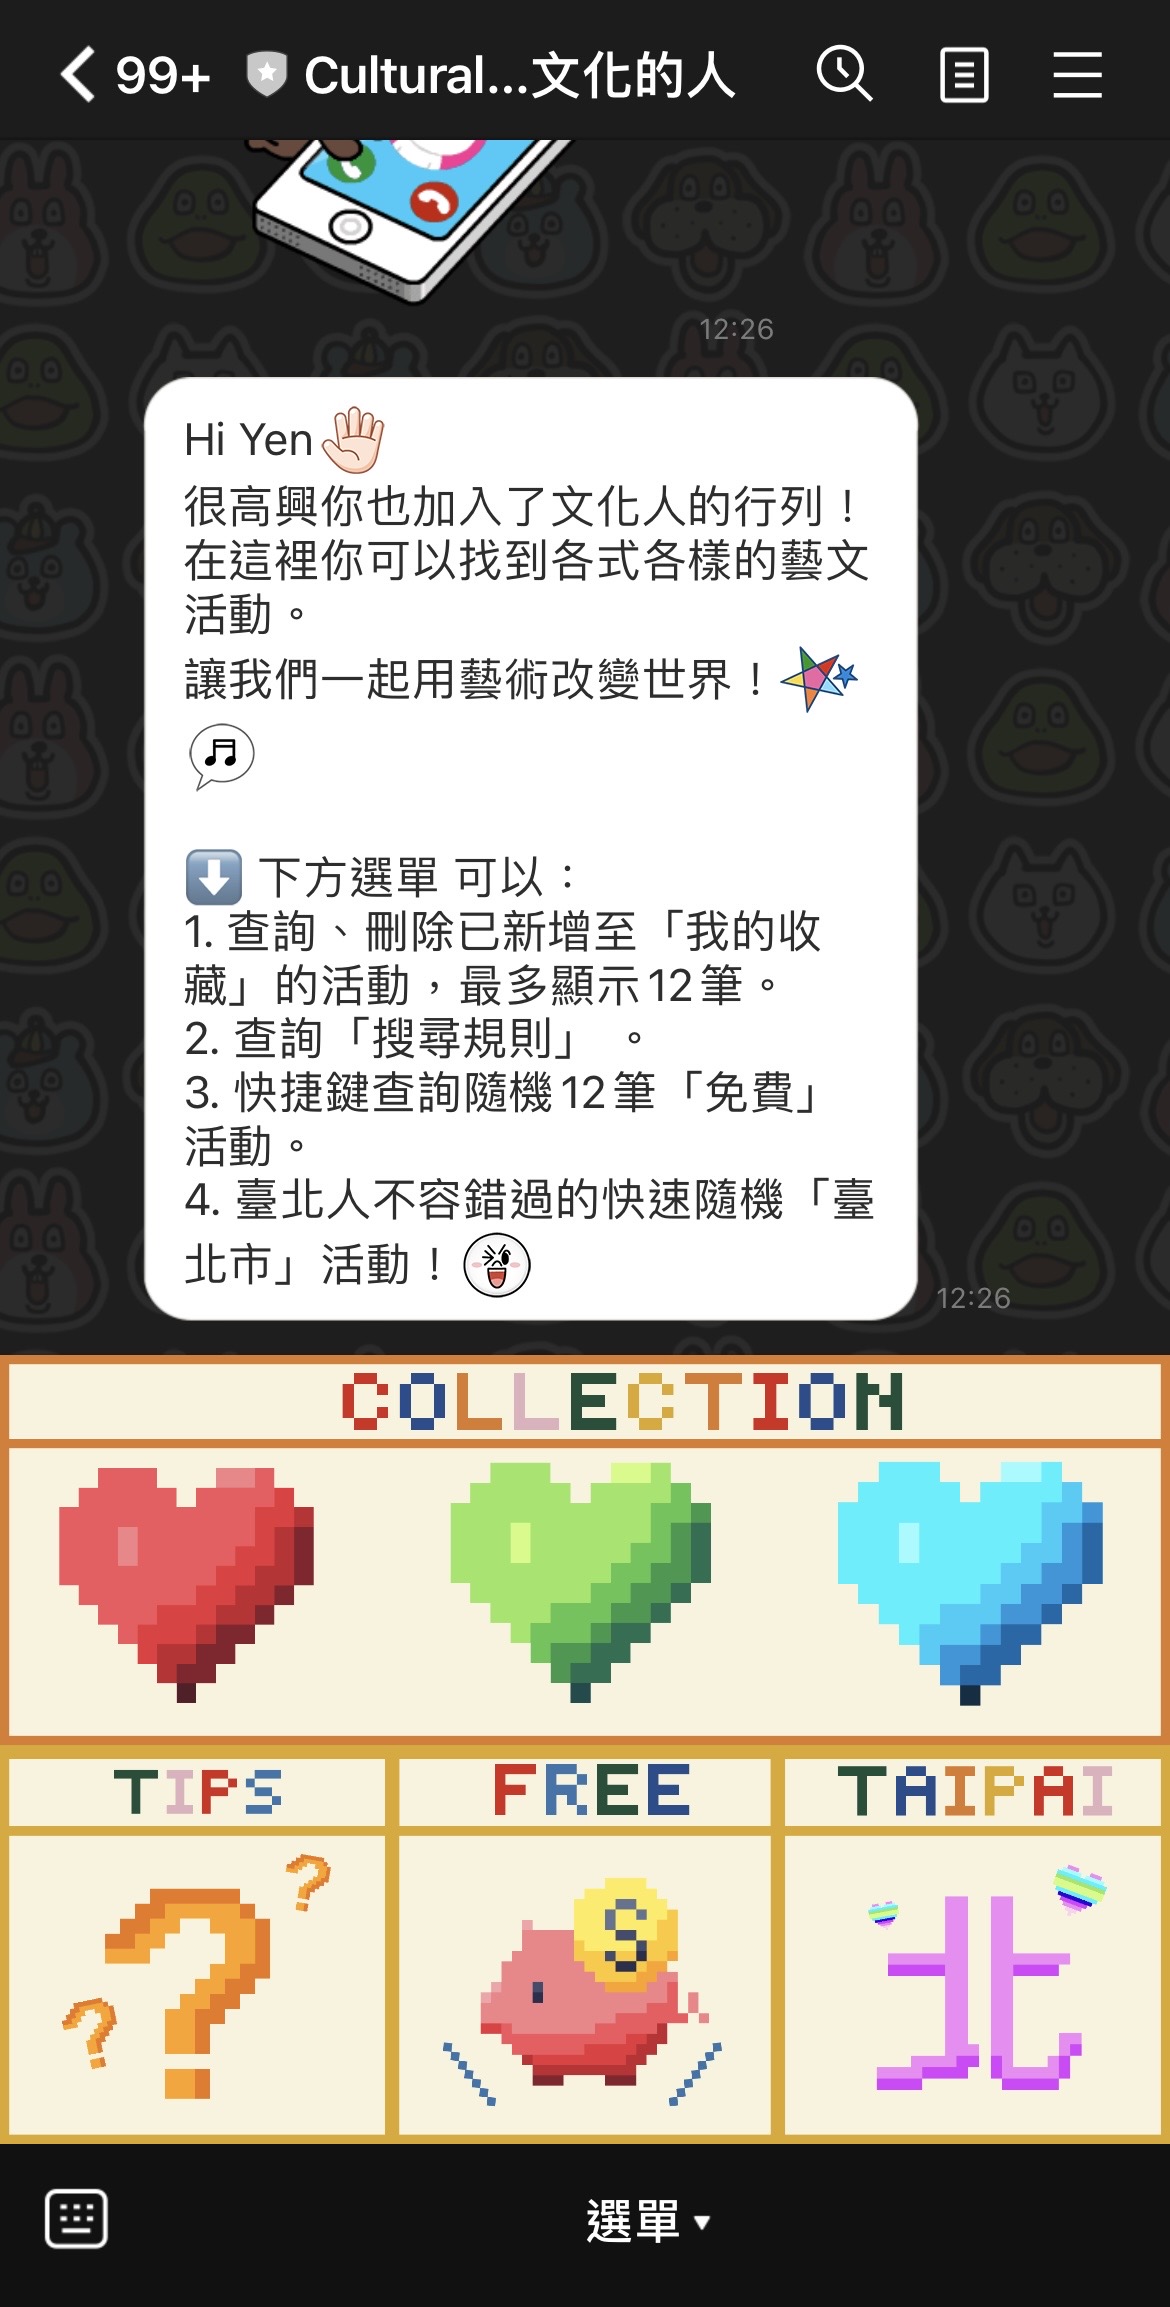 99+ Cultural...文化的人
12:26
Hi Yen
很高興你也加入了文化人的行列！
在這裡你可以找到各式各樣的藝文
活動。
讓我們一起用藝術改變世界！
下方選單 可以：
1. 查詢、刪除已新增至「我的收
藏」的活動，最多顯示12筆。
2. 查詢「搜尋規則」 。
3. 快捷鍵查詢隨機12筆「免費」
活動。
4. 臺北人不容錯過的快速隨機「臺
北市」活動！
12:26
COLLECTION
TIPS
FREE
TAIPAI
?
?
?
S
北
選單